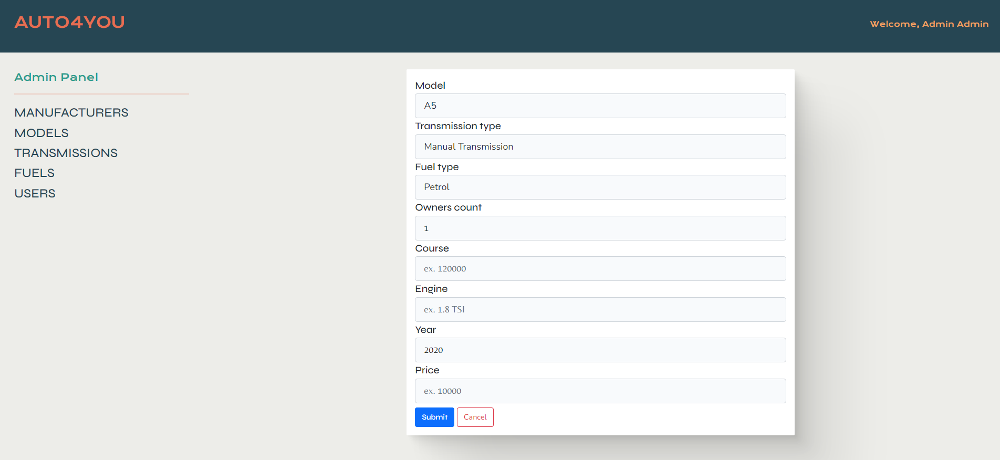 AUTO4YOU
Welcome, Admin Admin
Admin Panel
MANUFACTURERS
MODELS
TRANSMISSIONS
FUELS
USERS
Model
A5
Transmission type
Manual Transmission
Fuel type
Petrol
Owners count
1
Course
ex. 120000
Engine
ex. 1.8 TSI
Year
2020
Price
ex. 10000
Submit
Cancel